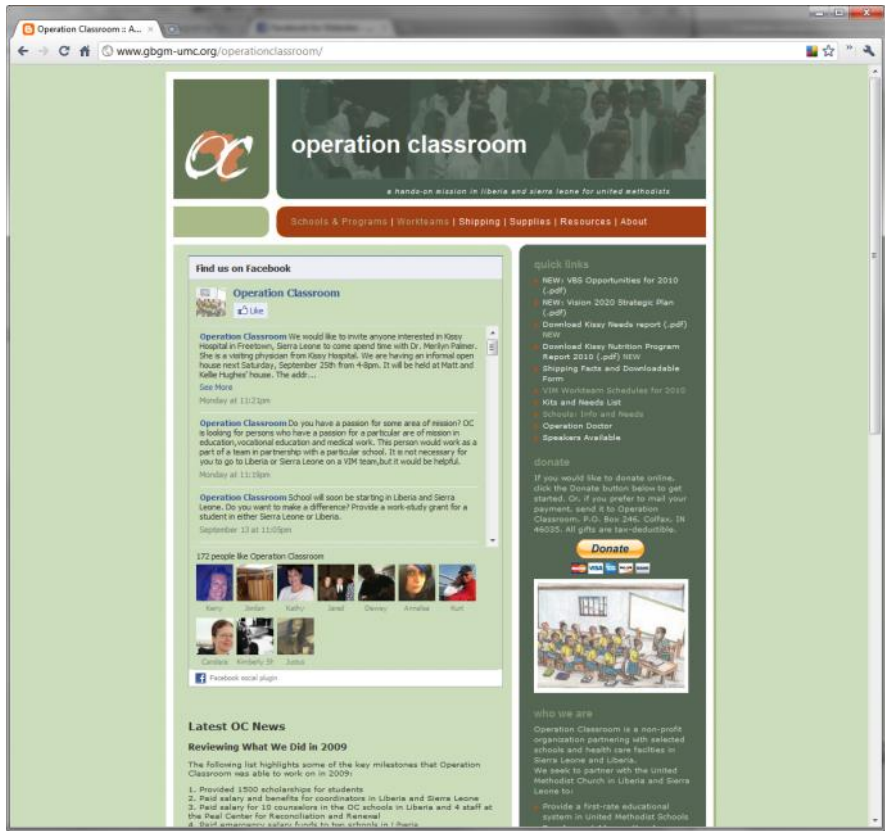 Operation Classroom :: A...
www.gbgm-umc.org/operationclassroom/
OC
operation classroom
a hands-on mission in liberia and sierra leone for united methodists
Schools & Programs | Workteams | Shipping | Supplies | Resources | About
Find us on Facebook
Operation Classroom
Like
Operation Classroom We would like to invite anyone interested in Kissy
Hospital in Freetown, Sierra Leone to come spend time with Dr. Merilyn Palmer.
She is a visiting physician from Kissy Hospital. We are having an informal open
house next Saturday, September 25th from 4-8pm. It will be held at Matt and
Kellie Hughes' house. The addr...
See More
Monday at 11:21pm
Operation Classroom Do you have a passion for some area of mission? OC
is looking for persons who have a passion for a particular are of mission in
education,vocational education and medical work. This person would work as a
part of a team in partnership with a particular school. It is not necessary for
you to go to Liberia or Sierra Leone on a VIM team,but it would be helpful.
Monday at 11:19pm
Operation Classroom School will soon be starting in Liberia and Sierra
Leone. Do you want to make a difference? Provide a work-study grant for a
student in either Sierra Leone or Liberia.
September 13 at 11:05pm
172 people like Operation Classroom
Kerry Jordan Kathy Jared Dewey Annelise Kurt
Candace Kimberly Sh Justus
Facebook social plugin
Latest OC News
Reviewing What We Did in 2009
The following list highlights some of the key milestones that Operation
Classroom was able to work on in 2009:
1. Provided 1500 scholarships for students
2. Paid salary and benefits for coordinators in Liberia and Sierra Leone
3. Paid salary for 10 counselors in the OC schools in Liberia and 4 staff at
the Peal Center for Reconciliation and Renewal
4. Paid emergency salary funds to two schools in Liberia
quick links
NEW: VBS Opportunities for 2010
(.pdf)
NEW: Vision 2020 Strategic Plan
(.pdf)
Download Kissy Needs report (.pdf)
NEW
Download Kissy Nutrition Program
Report 2010 (.pdf) NEW
Shipping Facts and Downloadable
Form
VIM Workteam Schedules for 2010
Kits and Needs List
Schools: Info and Needs
Operation Doctor
Speakers Available
donate
If you would like to donate online,
click the Donate button below to get
started. Or, if you prefer to mail your
payment, send it to Operation
Classroom, P.O. Box 246, Colfax, IN
46035. All gifts are tax-deductible.
Donate
VISA
who we are
Operation Classroom is a non-profit
organization partnering with selected
schools and health care facilties in
Sierra Leone and Liberia.
We seek to partner with the United
Methodist Church in Liberia and Sierra
Leone to:
Provide a first-rate educational
system in United Methodist Schools